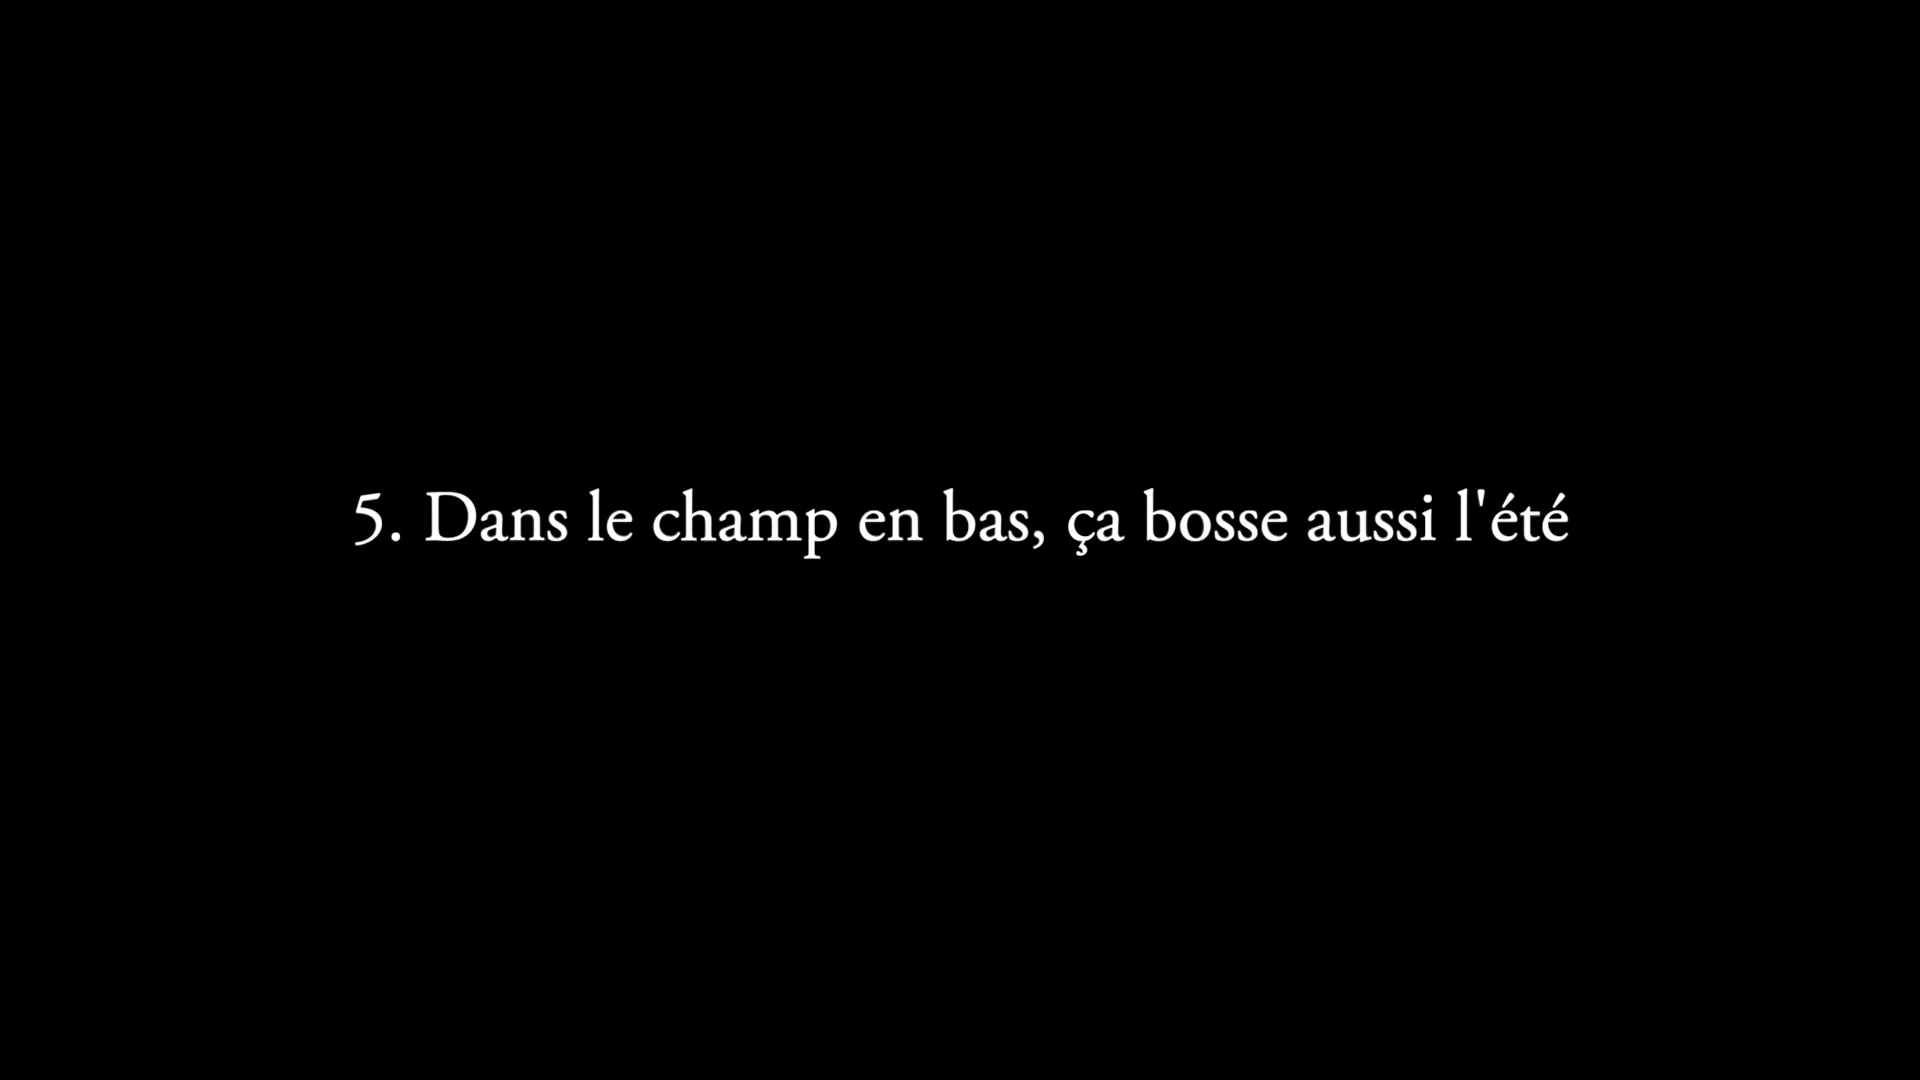 5. Dans le champ en bas, ça bosse aussi l'été